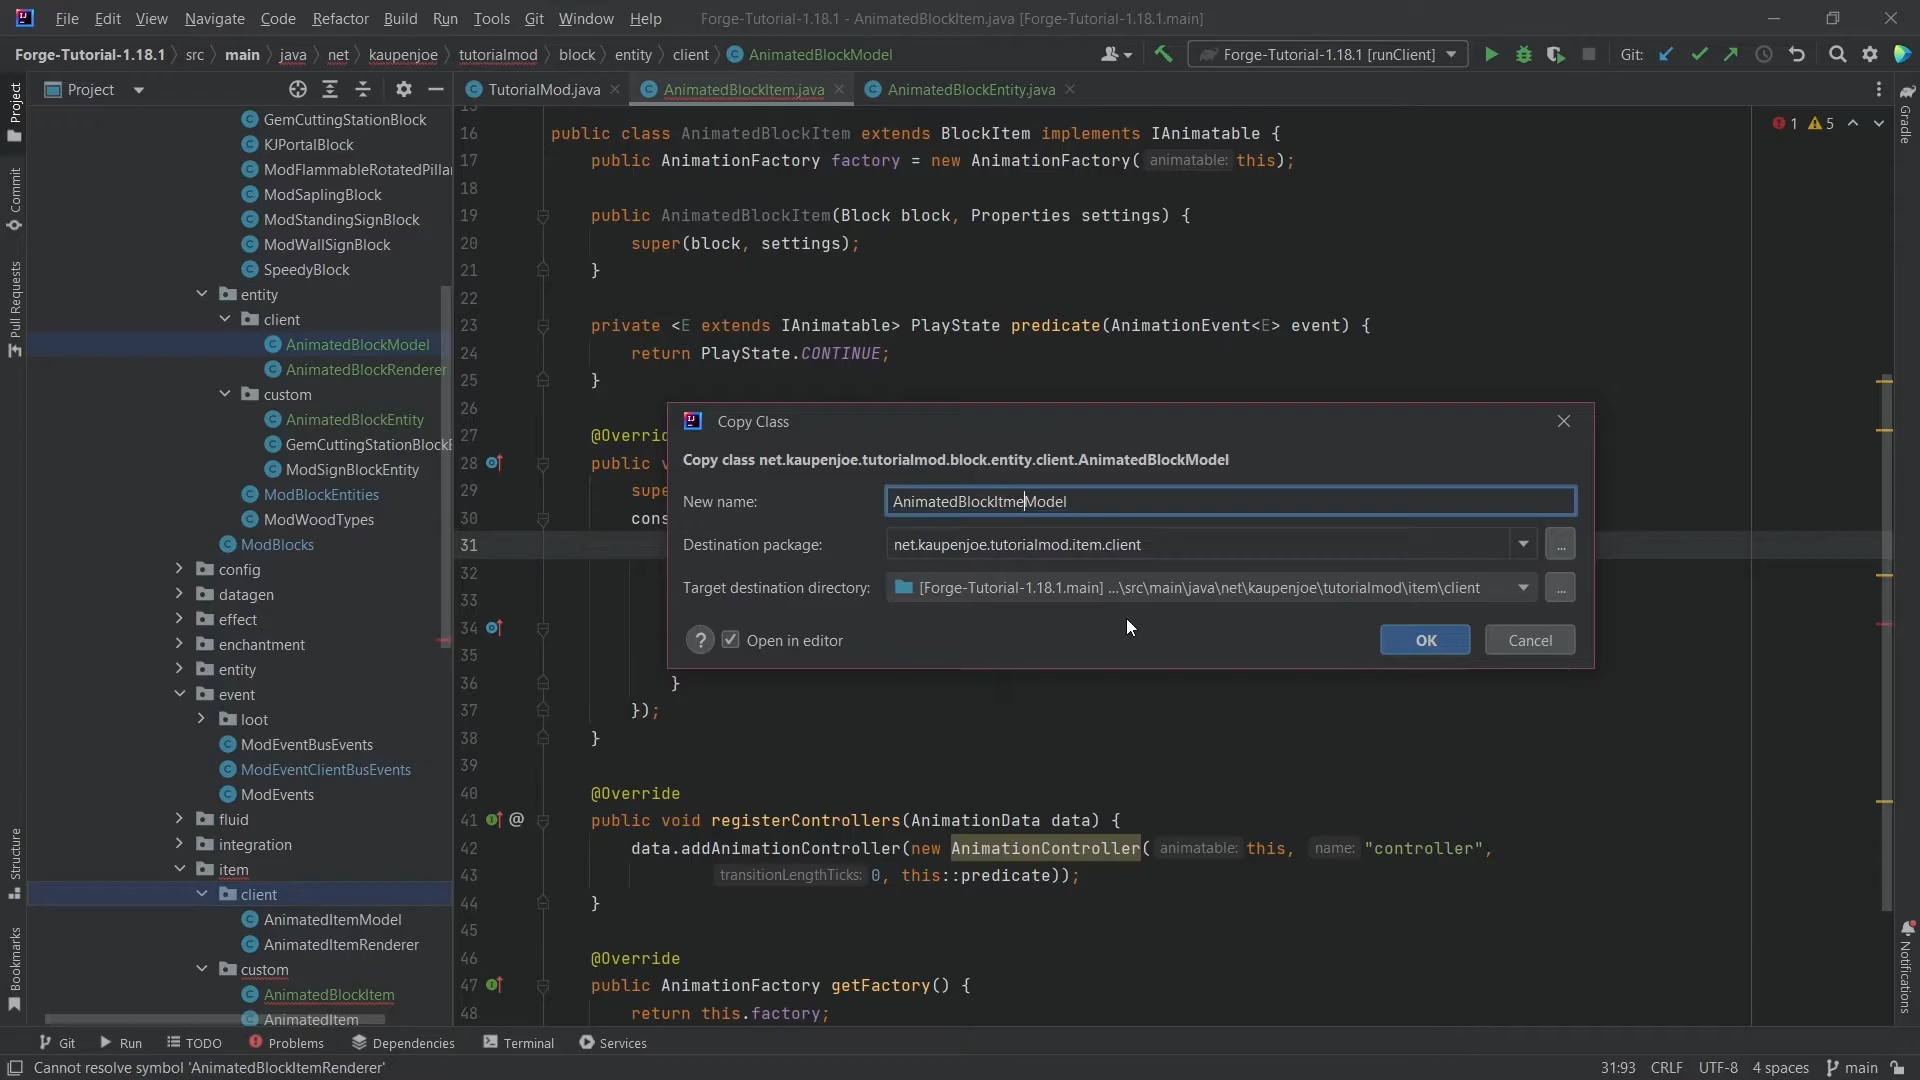 File Edit View Navigate Code Refactor Build Run Tools Git Window Help Forge-Tutorial-1.18.1 - AnimatedBlockItem.java [Forge-Tutorial-1.18.1.main]
Forge-Tutorial-1.18.1 src main java net kaupenjoe tutorialmod block entity client AnimatedBlockModel Forge-Tutorial-1.18.1 [runClient] Git:
Project
TutorialMod.java AnimatedBlockItem.java AnimatedBlockEntity.java
Project
Commit
Pull Requests
Structure
Bookmarks
GemCuttingStationBlock
KJPortalBlock
ModFlammableRotatedPillar
ModSaplingBlock
ModStandingSignBlock
ModWallSignBlock
SpeedyBlock
entity
client
AnimatedBlockModel
AnimatedBlockRenderer
custom
AnimatedBlockEntity
GemCuttingStationBlockE
ModSignBlockEntity
ModBlockEntities
ModWoodTypes
ModBlocks
config
datagen
effect
enchantment
entity
event
loot
ModEventBusEvents
ModEventClientBusEvents
ModEvents
fluid
integration
item
client
AnimatedItemModel
AnimatedItemRenderer
custom
AnimatedBlockItem
AnimatedItem
1 5
16 public class AnimatedBlockItem extends BlockItem implements IAnimatable {
17 public AnimationFactory factory = new AnimationFactory( animatable: this);
18
19 public AnimatedBlockItem(Block block, Properties settings) {
20 super(block, settings);
21 }
22
23 private <E extends IAnimatable> PlayState predicate(AnimationEvent<E> event) {
24 return PlayState.CONTINUE;
25 }
26
27 @Overrid
28 public v
29 supe
30 cons
31
32
33
34
35
36 }
37 });
38 }
39
40 @Override
41 @ public void registerControllers(AnimationData data) {
42 data.addAnimationController(new AnimationController( animatable: this, name: "controller",
43 transitionLengthTicks: 0, this::predicate));
44 }
45
46 @Override
47 public AnimationFactory getFactory() {
48 return this.factory;
Copy Class
Copy class net.kaupenjoe.tutorialmod.block.entity.client.AnimatedBlockModel
New name: AnimatedBlockItmeModel
Destination package: net.kaupenjoe.tutorialmod.item.client ...
Target destination directory: [Forge-Tutorial-1.18.1.main] ...\src\main\java\net\kaupenjoe\tutorialmod\item\client ...
? Open in editor OK Cancel
Gradle
Notifications
Git Run TODO Problems Dependencies Terminal Services
Cannot resolve symbol 'AnimatedBlockItemRenderer' 31:93 CRLF UTF-8 4 spaces main